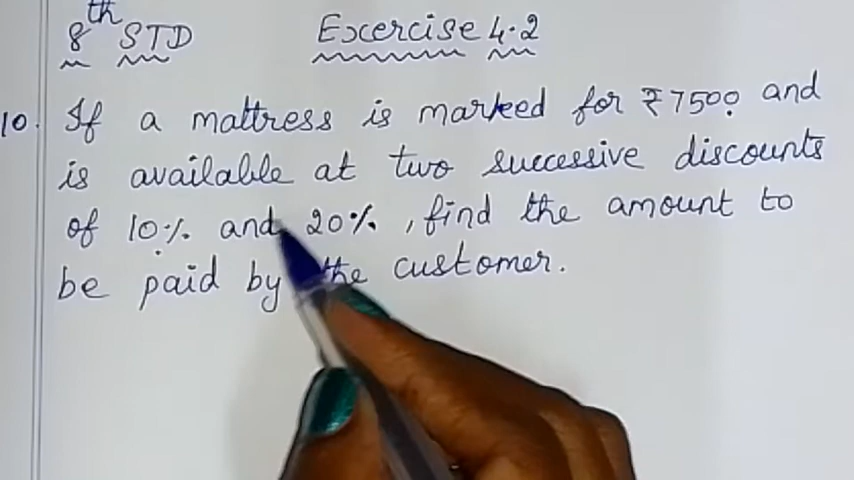 8th STD Exercise 4.2
10. If a mattress is marked for ₹7500 and
is available at two successive discounts
of 10% and 20%, find the amount to
be paid by the customer.